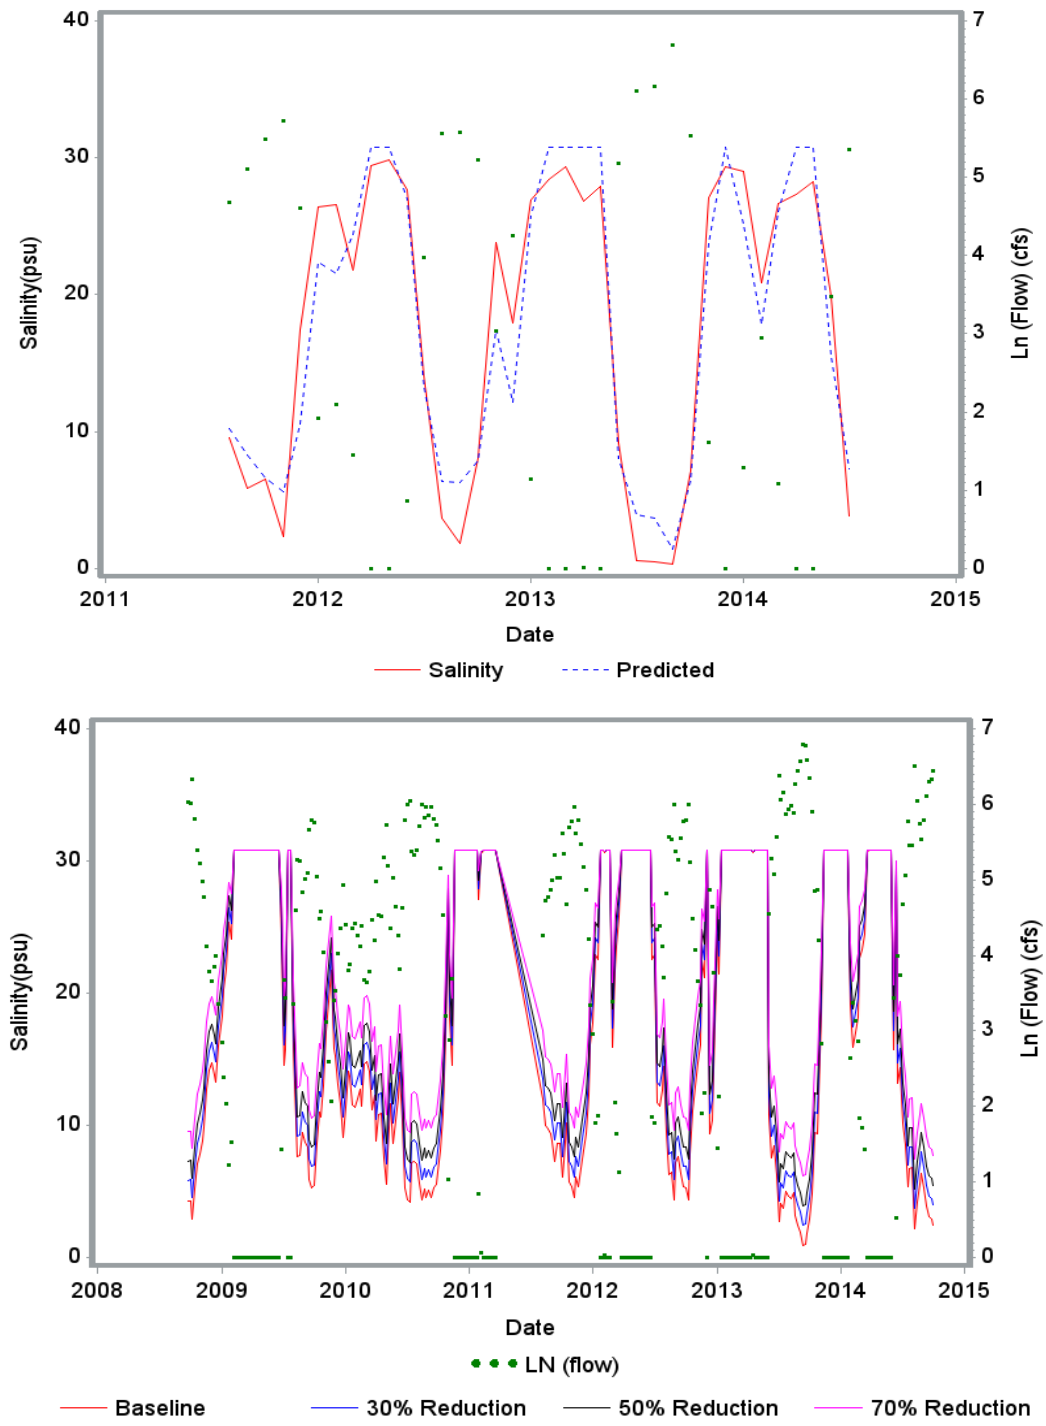 40
30
20
10
0
Salinity(psu)
7
6
5
4
3
2
1
0
Ln (Flow) (cfs)
2011 2012 2013 2014 2015
Date
Salinity Predicted
40
30
20
10
0
Salinity(psu)
7
6
5
4
3
2
1
0
Ln (Flow) (cfs)
2008 2009 2010 2011 2012 2013 2014 2015
Date
LN (flow)
Baseline 30% Reduction 50% Reduction 70% Reduction